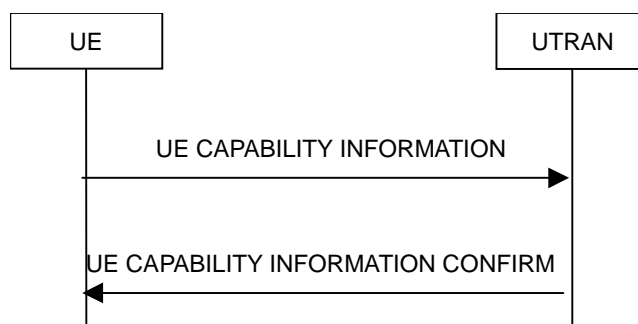 UE
UTRAN
UE CAPABILITY INFORMATION
UE CAPABILITY INFORMATION CONFIRM